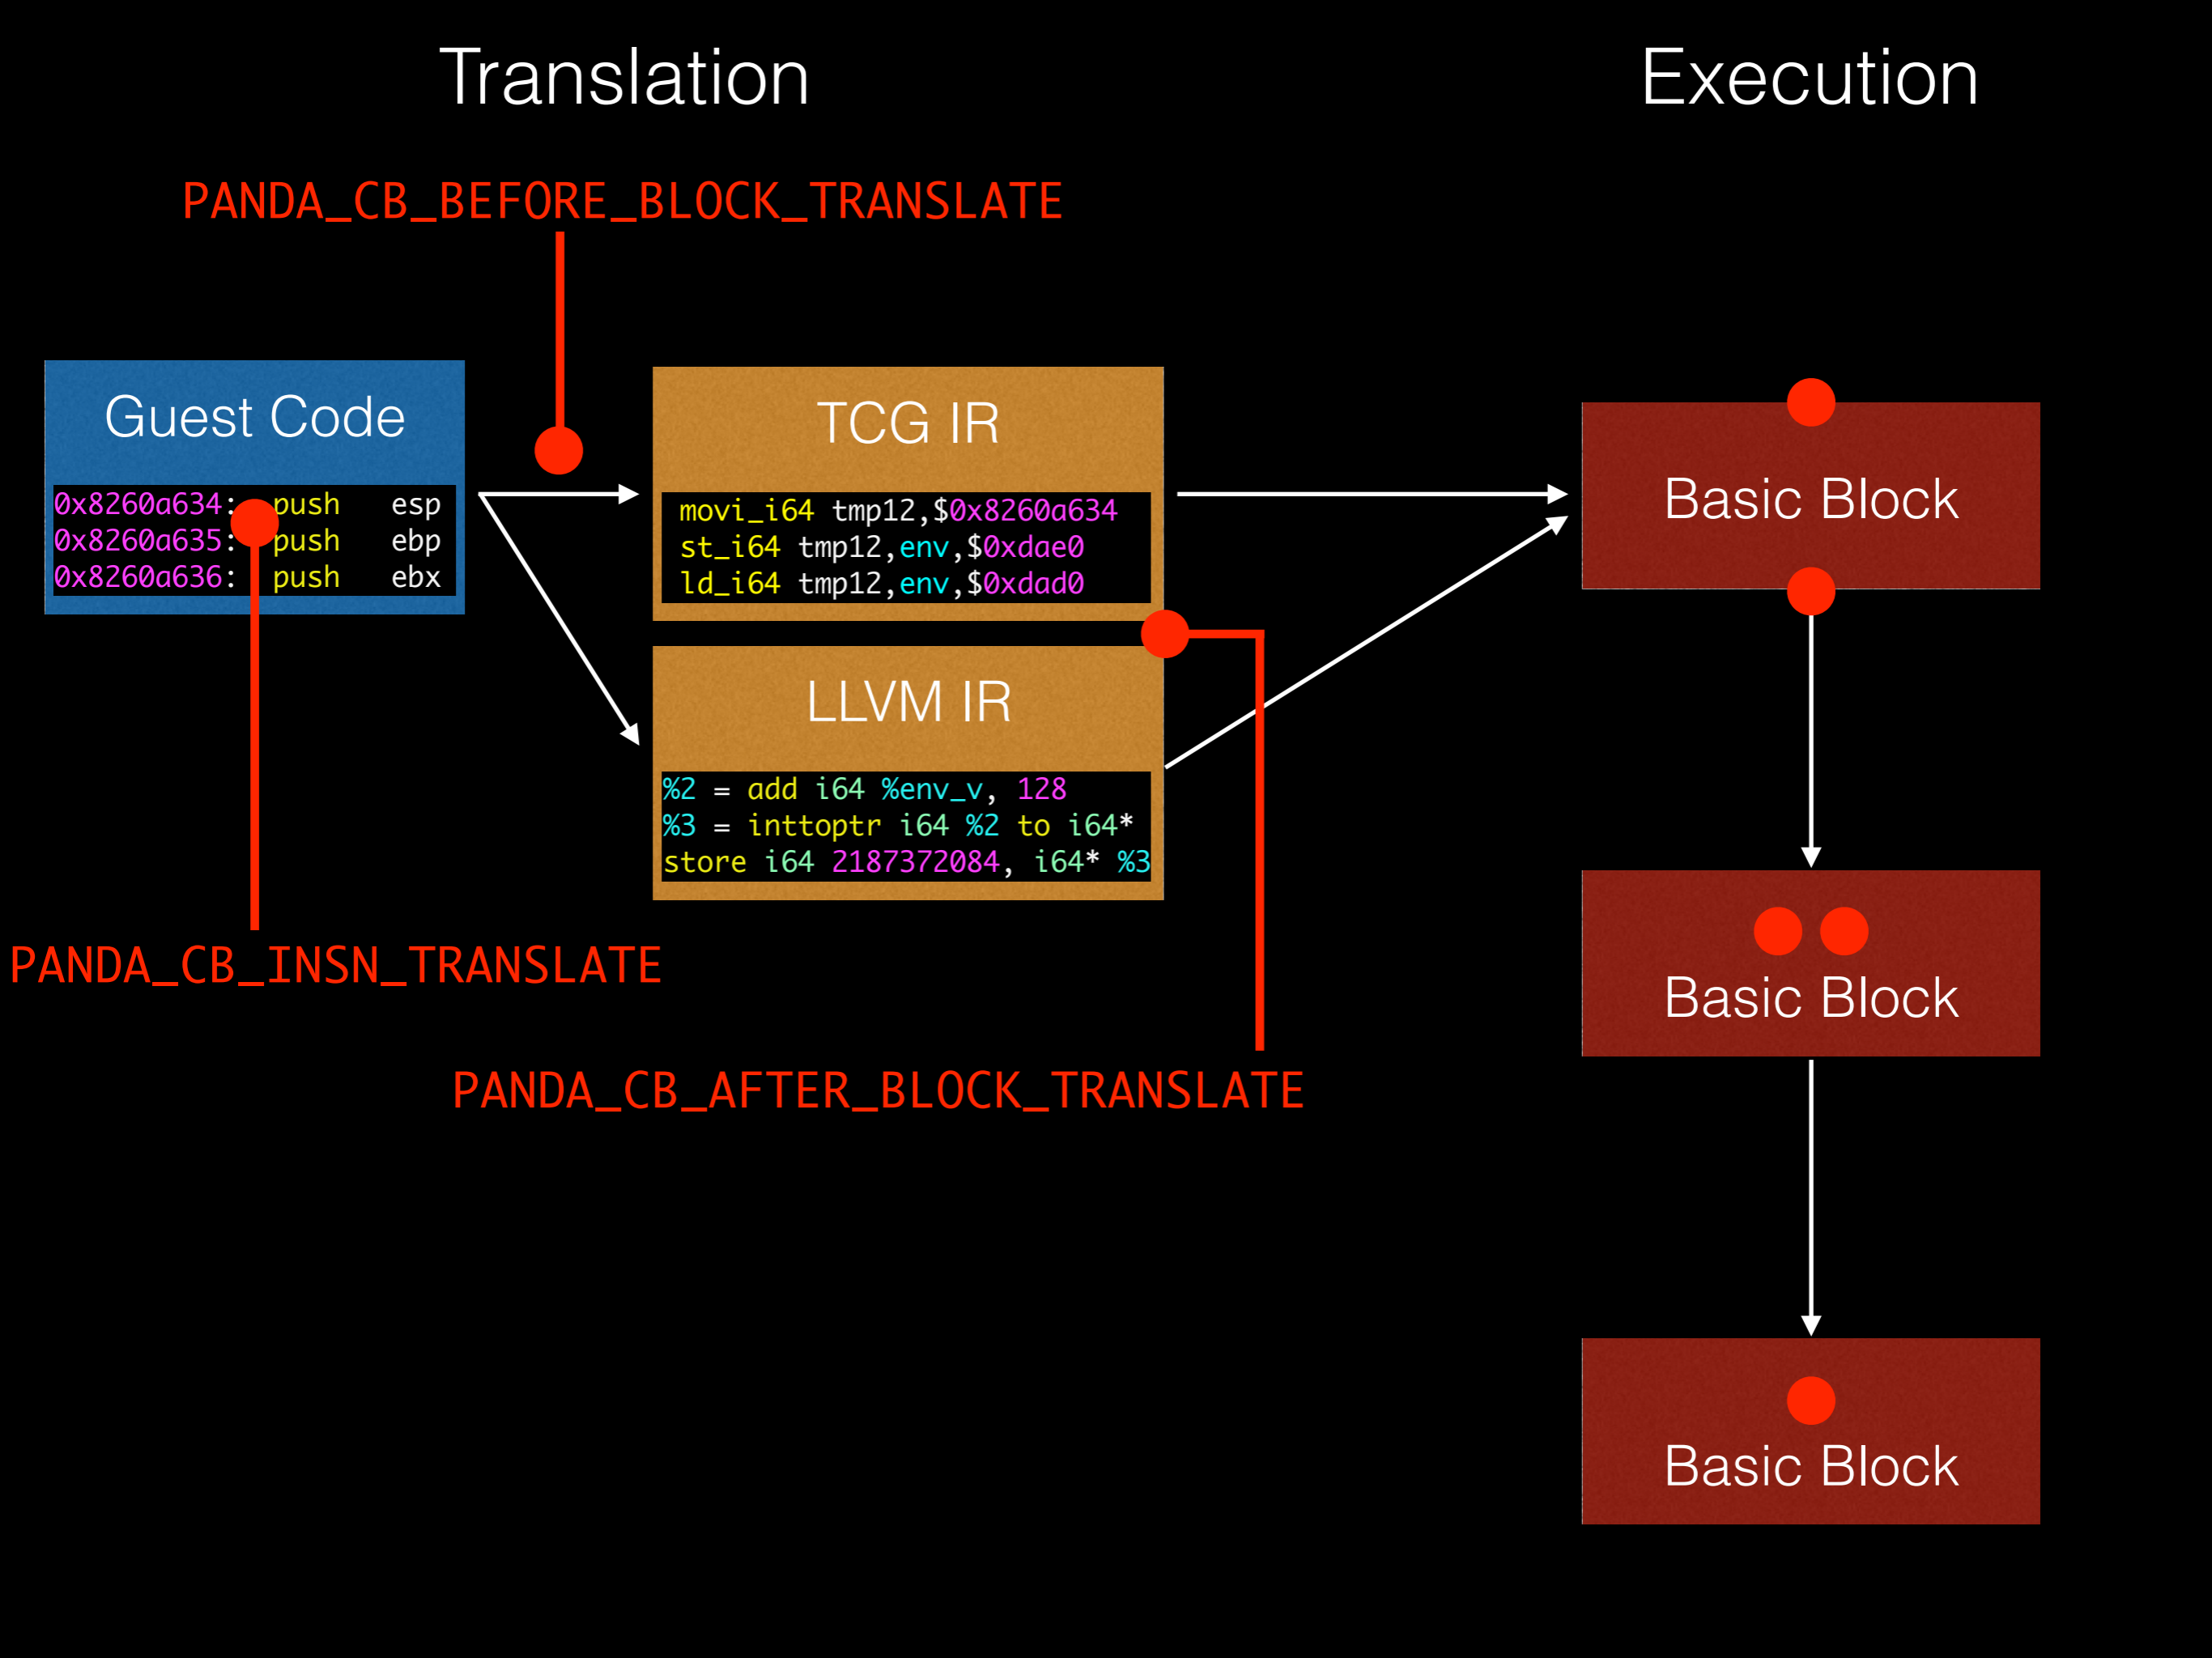 Translation
Execution
PANDA_CB_BEFORE_BLOCK_TRANSLATE
Guest Code
0x8260a634: push esp
0x8260a635: push ebp
0x8260a636: push ebx
TCG IR
movi_i64 tmp12,$0x8260a634
st_i64 tmp12,env,$0xdae0
ld_i64 tmp12,env,$0xdad0
LLVM IR
%2 = add i64 %env_v, 128
%3 = inttoptr i64 %2 to i64*
store i64 2187372084, i64* %3
PANDA_CB_INSN_TRANSLATE
PANDA_CB_AFTER_BLOCK_TRANSLATE
Basic Block
Basic Block
Basic Block